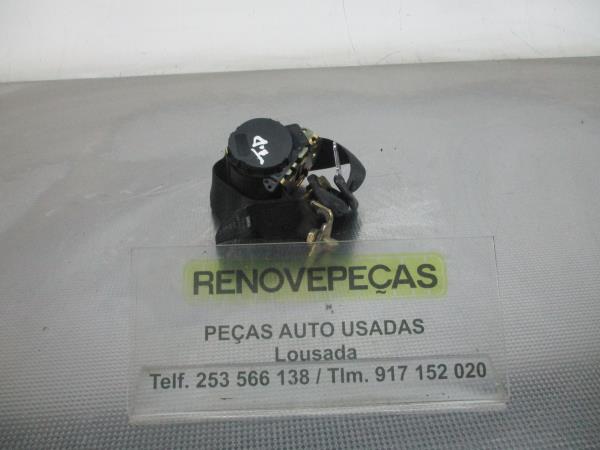 RENOVEPEÇAS
PEÇAS AUTO USADAS
Lousada
Telf. 253 566 138 / Tlm. 917 152 020